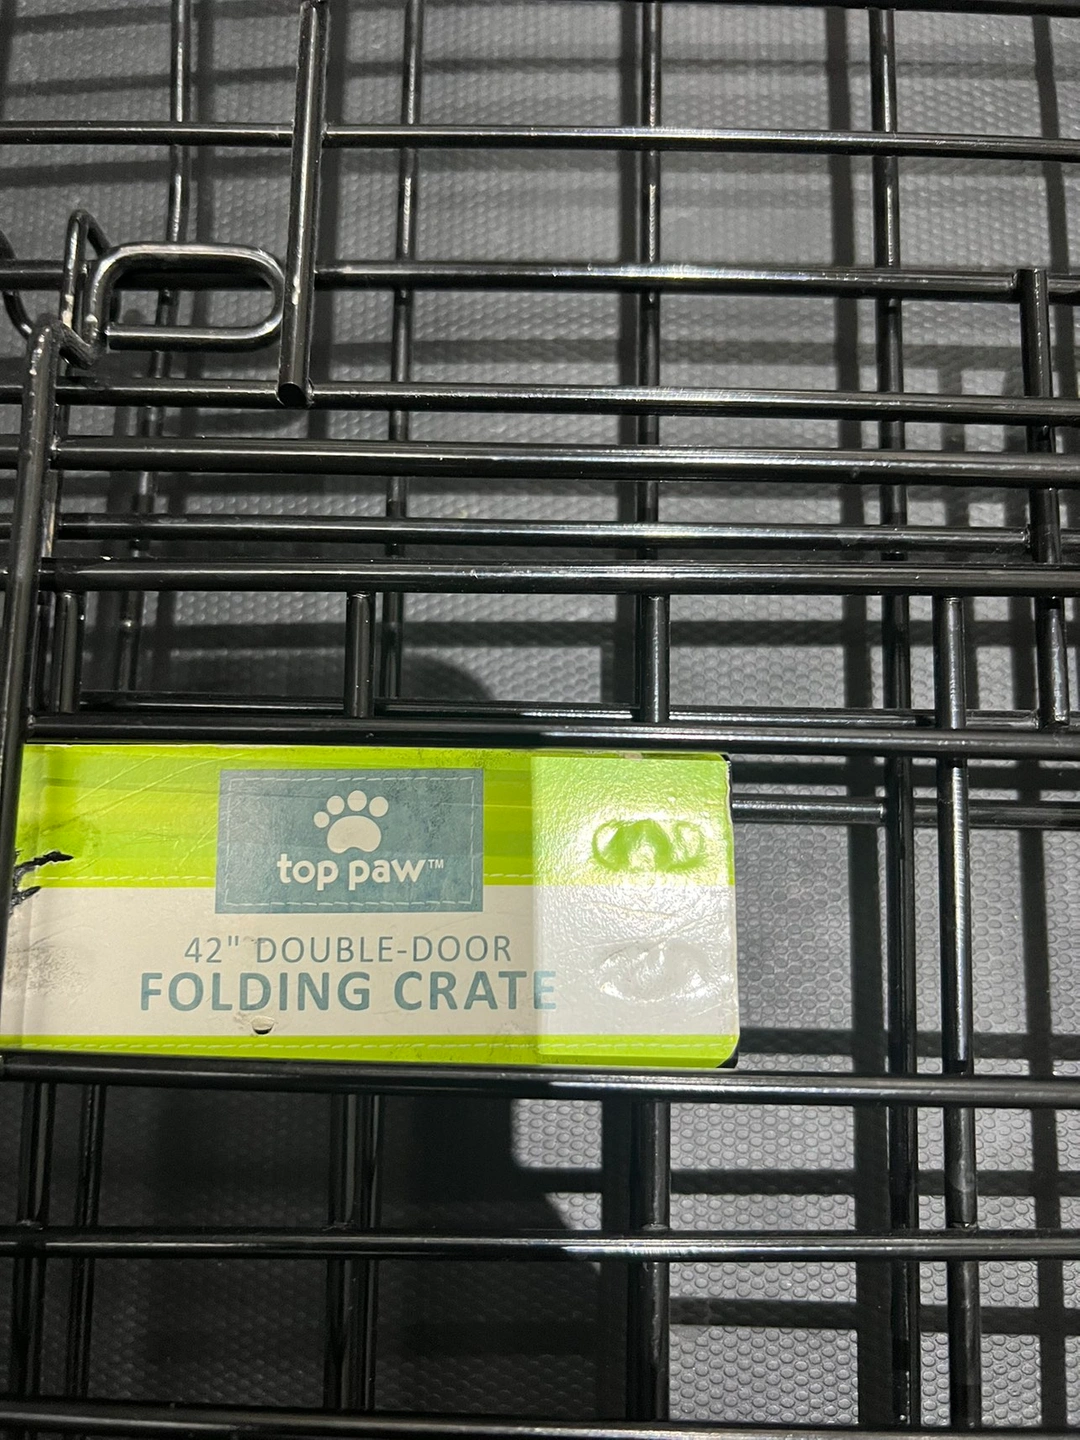 top paw™
42" DOUBLE-DOOR
FOLDING CRATE